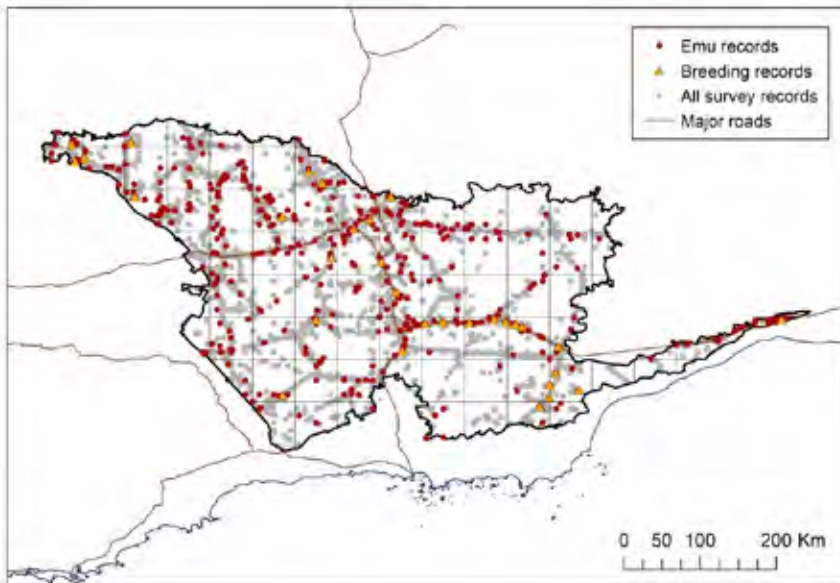 Emu records
Breeding records
All survey records
Major roads
0 50 100 200 Km